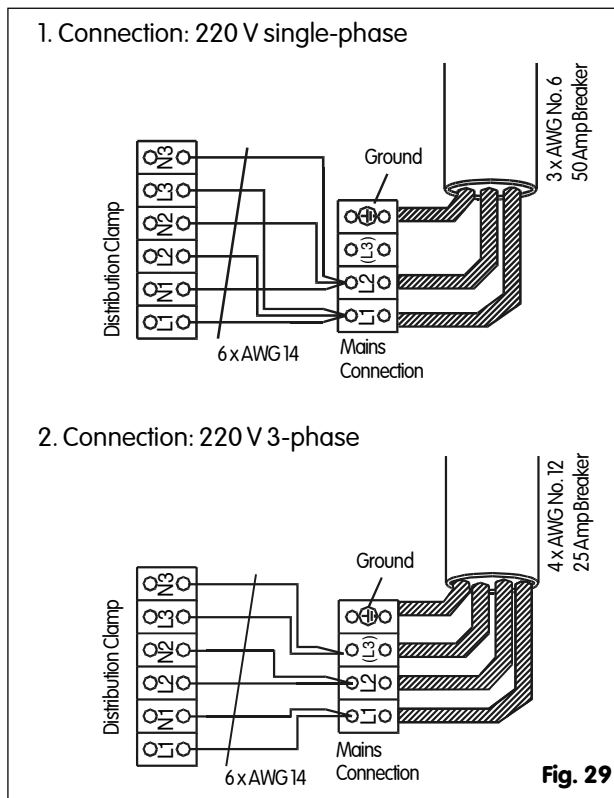 1. Connection: 220 V single-phase
3 x AWG No. 6
50 Amp Breaker
Ground
Distribution Clamp
N3
L3
N2
L2
N1
L1
(L3)
L2
L1
6 x AWG 14
Mains
Connection
2. Connection: 220 V 3-phase
4 x AWG No. 12
25 Amp Breaker
Ground
Distribution Clamp
N3
L3
N2
L2
N1
L1
(L3)
L2
L1
6 x AWG 14
Mains
Connection
Fig. 29